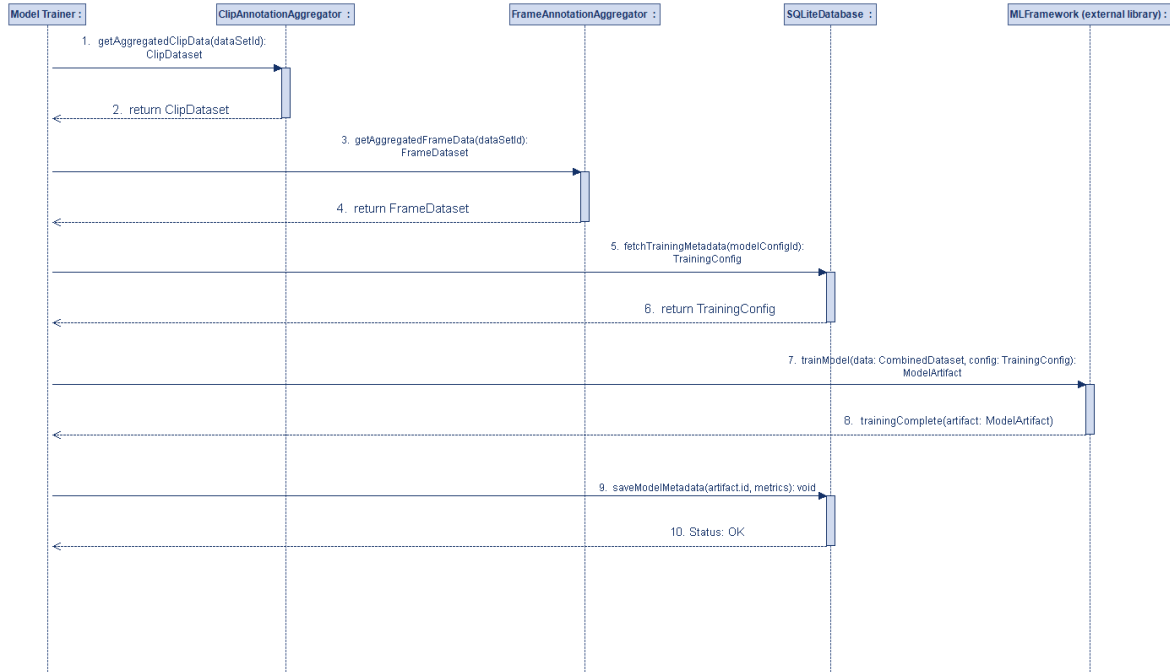 Model Trainer :
ClipAnnotationAggregator :
FrameAnnotationAggregator :
SQLiteDatabase :
MLFramework (external library) :
1. getAggregatedClipData(dataSetId):
ClipDataset
2. return ClipDataset
3. getAggregatedFrameData(dataSetId):
FrameDataset
4. return FrameDataset
5. fetchTrainingMetadata(modelConfigId):
TrainingConfig
6. return TrainingConfig
7. trainModel(data: CombinedDataset, config: TrainingConfig):
ModelArtifact
8. trainingComplete(artifact: ModelArtifact)
9. saveModelMetadata(artifact.id, metrics): void
10. Status: OK